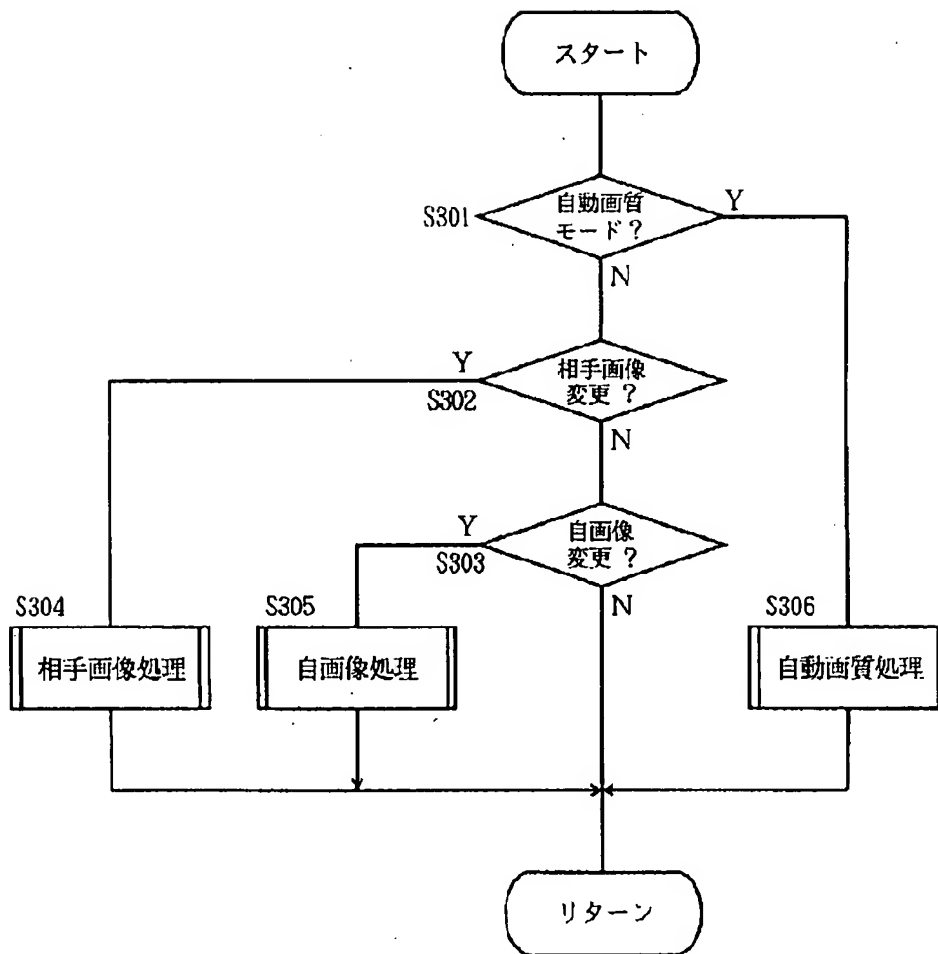 スタート
S301
自動画質
モード？
Y
N
Y
S302
相手画像
変更 ？
N
Y
S303
自画像
変更 ？
N
S304
相手画像処理
S305
自画像処理
S306
自動画質処理
リターン